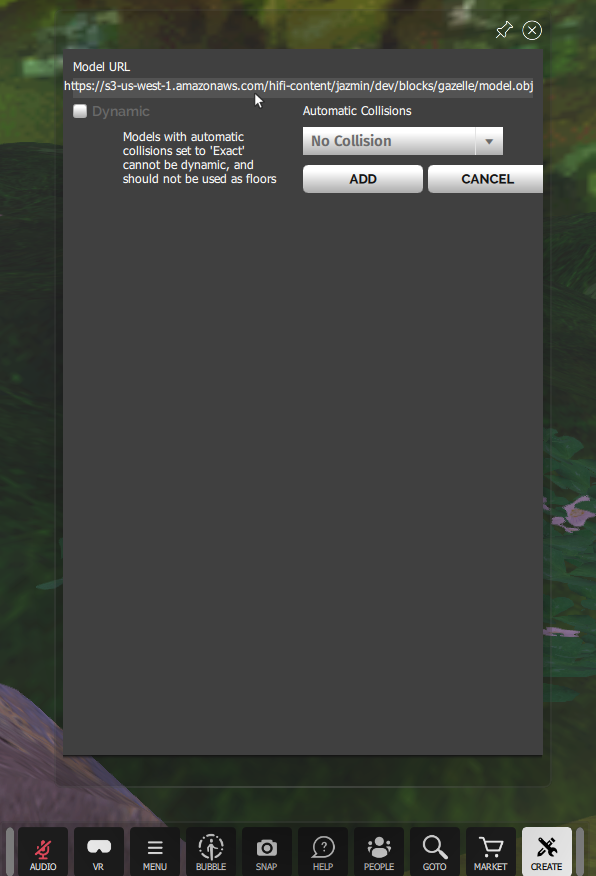 Model URL
https://s3-us-west-1.amazonaws.com/hifi-content/jazmin/dev/blocks/gazelle/model.obj
Dynamic
Automatic Collisions
Models with automatic
collisions set to 'Exact'
cannot be dynamic, and
should not be used as floors
No Collision
ADD CANCEL
AUDIO VR MENU BUBBLE SNAP HELP PEOPLE GOTO MARKET CREATE